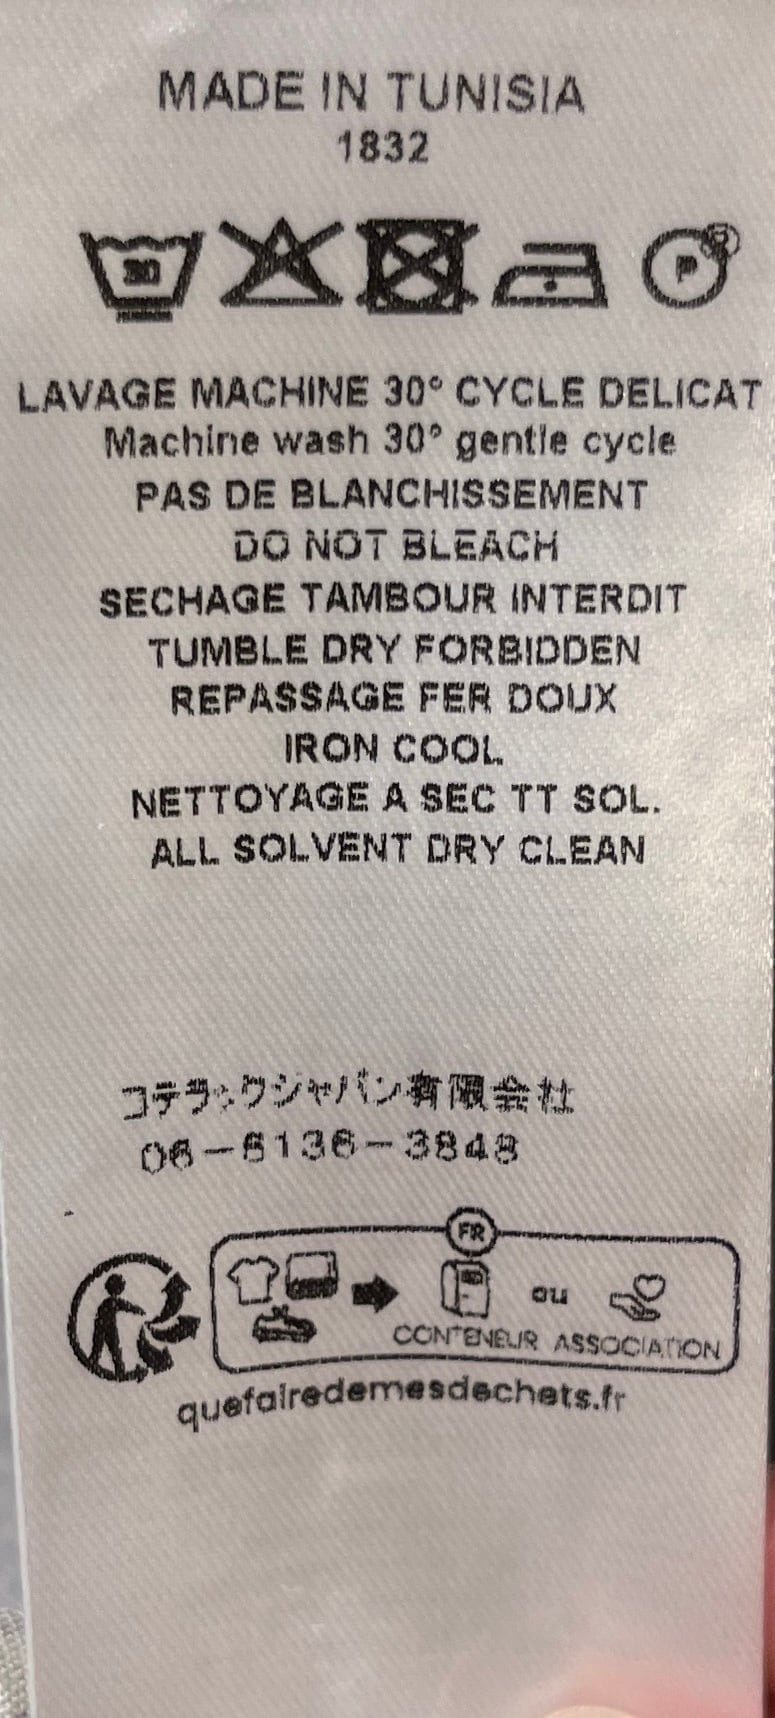 MADE IN TUNISIA
1832
30 P ®
LAVAGE MACHINE 30° CYCLE DELICAT
Machine wash 30° gentle cycle
PAS DE BLANCHISSEMENT
DO NOT BLEACH
SECHAGE TAMBOUR INTERDIT
TUMBLE DRY FORBIDDEN
REPASSAGE FER DOUX
IRON COOL
NETTOYAGE A SEC TT SOL.
ALL SOLVENT DRY CLEAN
コテラックジャパン有限会社
06-6136-3848
FR
ou
CONTENEUR ASSOCIATION
quefairedemesdechets.fr